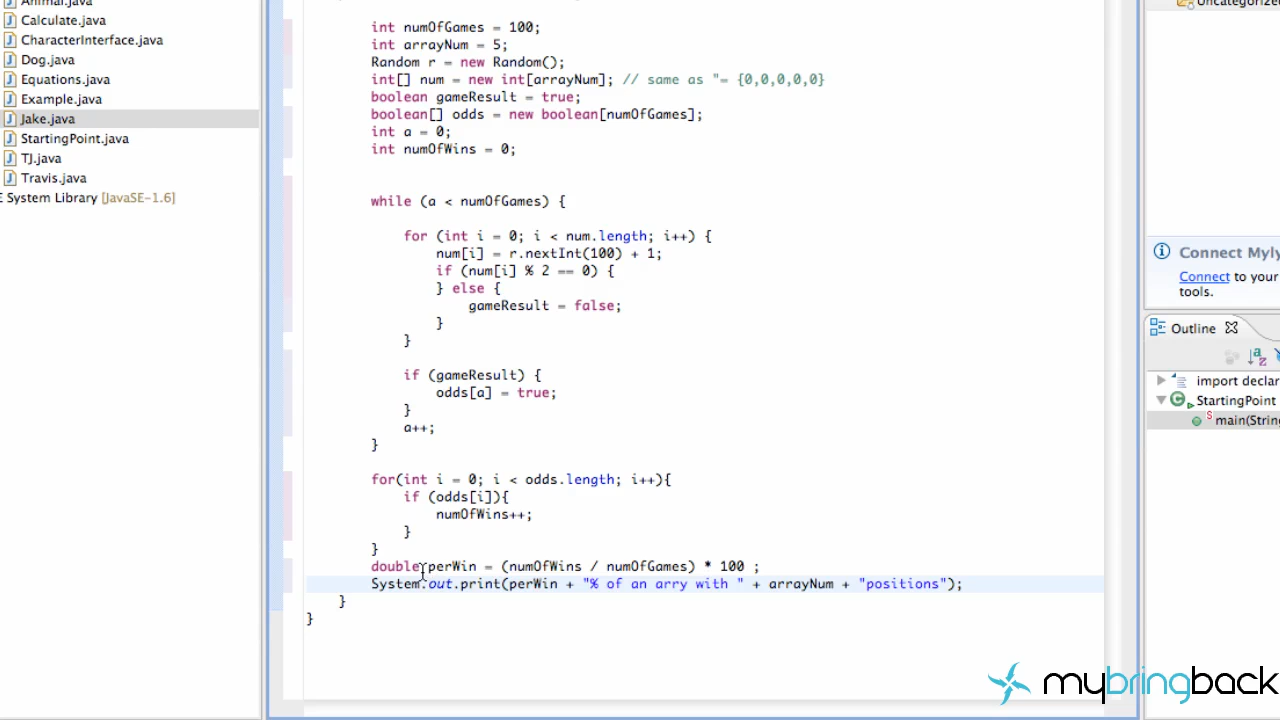 Animal.java
Calculate.java
CharacterInterface.java
Dog.java
Equations.java
Example.java
Jake.java
StartingPoint.java
TJ.java
Travis.java
E System Library [JavaSE-1.6]
int numOfGames = 100;
int arrayNum = 5;
Random r = new Random();
int[] num = new int[arrayNum]; // same as "= {0,0,0,0,0}
boolean gameResult = true;
boolean[] odds = new boolean[numOfGames];
int a = 0;
int numOfWins = 0;
while (a < numOfGames) {
for (int i = 0; i < num.length; i++) {
num[i] = r.nextInt(100) + 1;
if (num[i] % 2 == 0) {
} else {
gameResult = false;
}
}
if (gameResult) {
odds[a] = true;
}
a++;
}
for(int i = 0; i < odds.length; i++){
if (odds[i]){
numOfWins++;
}
}
double perWin = (numOfWins / numOfGames) * 100 ;
System.out.print(perWin + "% of an arry with " + arrayNum + "positions");
}
}
Uncategorized
Connect Myly
Connect to your
tools.
Outline
import declar
StartingPoint
main(String
mybringback